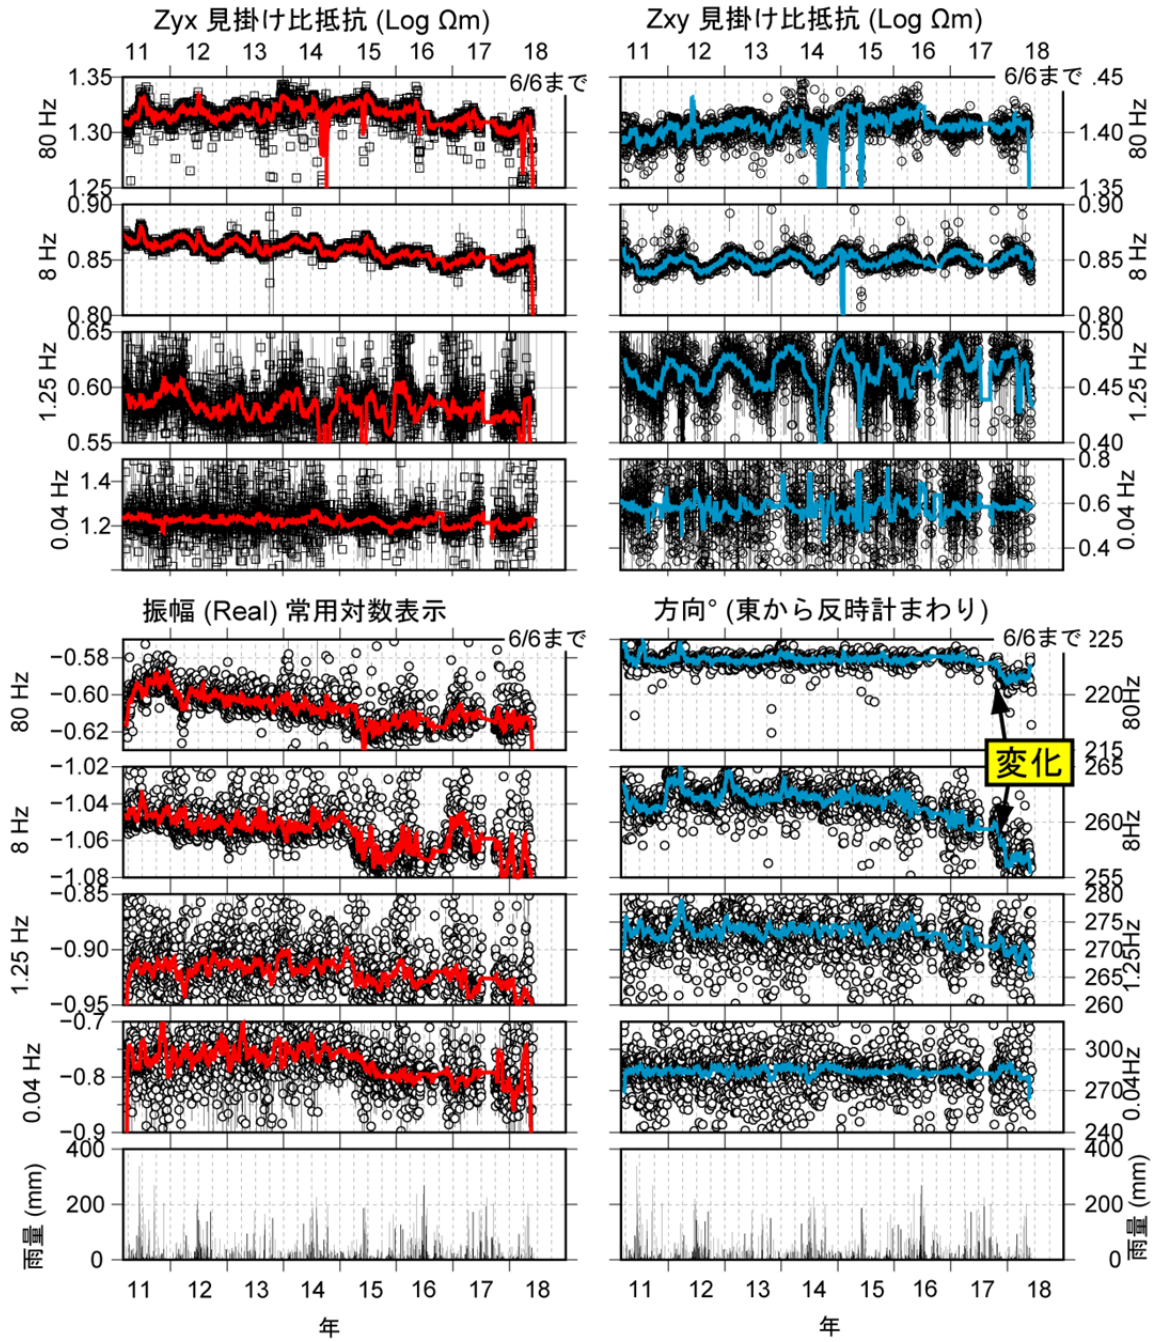 Zyx 見掛け比抵抗 (Log Ωm)
11 12 13 14 15 16 17 18
6/6まで
80 Hz
1.35
1.30
1.25
8 Hz
0.90
0.85
0.80
1.25 Hz
0.65
0.60
0.55
0.04 Hz
1.4
1.2
Zxy 見掛け比抵抗 (Log Ωm)
11 12 13 14 15 16 17 18
6/6まで
.45
1.40
1.35
80 Hz
0.90
0.85
0.80
8 Hz
0.50
0.45
0.40
1.25 Hz
0.8
0.6
0.4
0.04 Hz
振幅 (Real) 常用対数表示
6/6まで
80 Hz
−0.58
−0.60
−0.62
8 Hz
−1.02
−1.04
−1.06
−1.08
1.25 Hz
−0.85
−0.90
−0.95
0.04 Hz
−0.7
−0.8
−0.9
雨量 (mm)
400
200
0
11 12 13 14 15 16 17 18
年
方向° (東から反時計まわり)
6/6まで
225
220
215
80Hz
変化
265
260
255
8Hz
280
275
270
265
260
1.25Hz
300
270
240
0.04Hz
400
200
0
雨量 (mm)
11 12 13 14 15 16 17 18
年